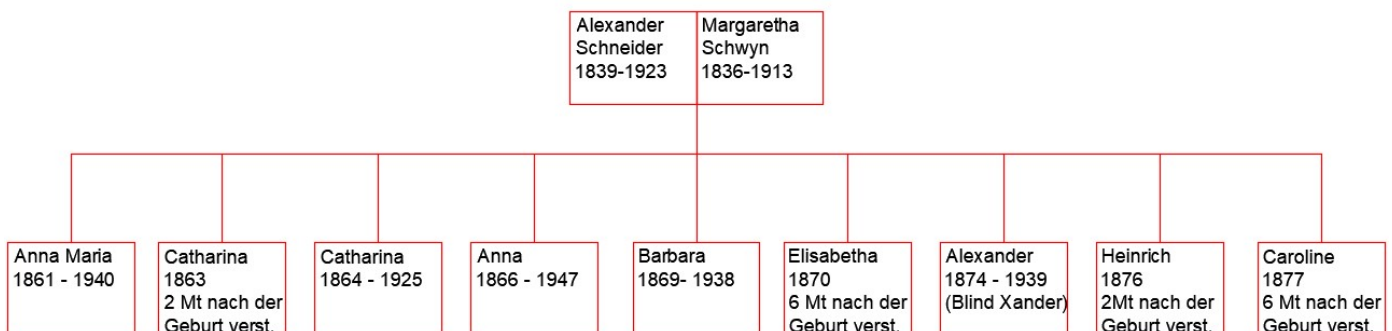 Alexander
Schneider
1839-1923
Margaretha
Schwyn
1836-1913
Anna Maria
1861 - 1940
Catharina
1863
2 Mt nach der
Geburt verst.
Catharina
1864 - 1925
Anna
1866 - 1947
Barbara
1869- 1938
Elisabetha
1870
6 Mt nach der
Geburt verst.
Alexander
1874 - 1939
(Blind Xander)
Heinrich
1876
2Mt nach der
Geburt verst.
Caroline
1877
6 Mt nach der
Geburt verst.